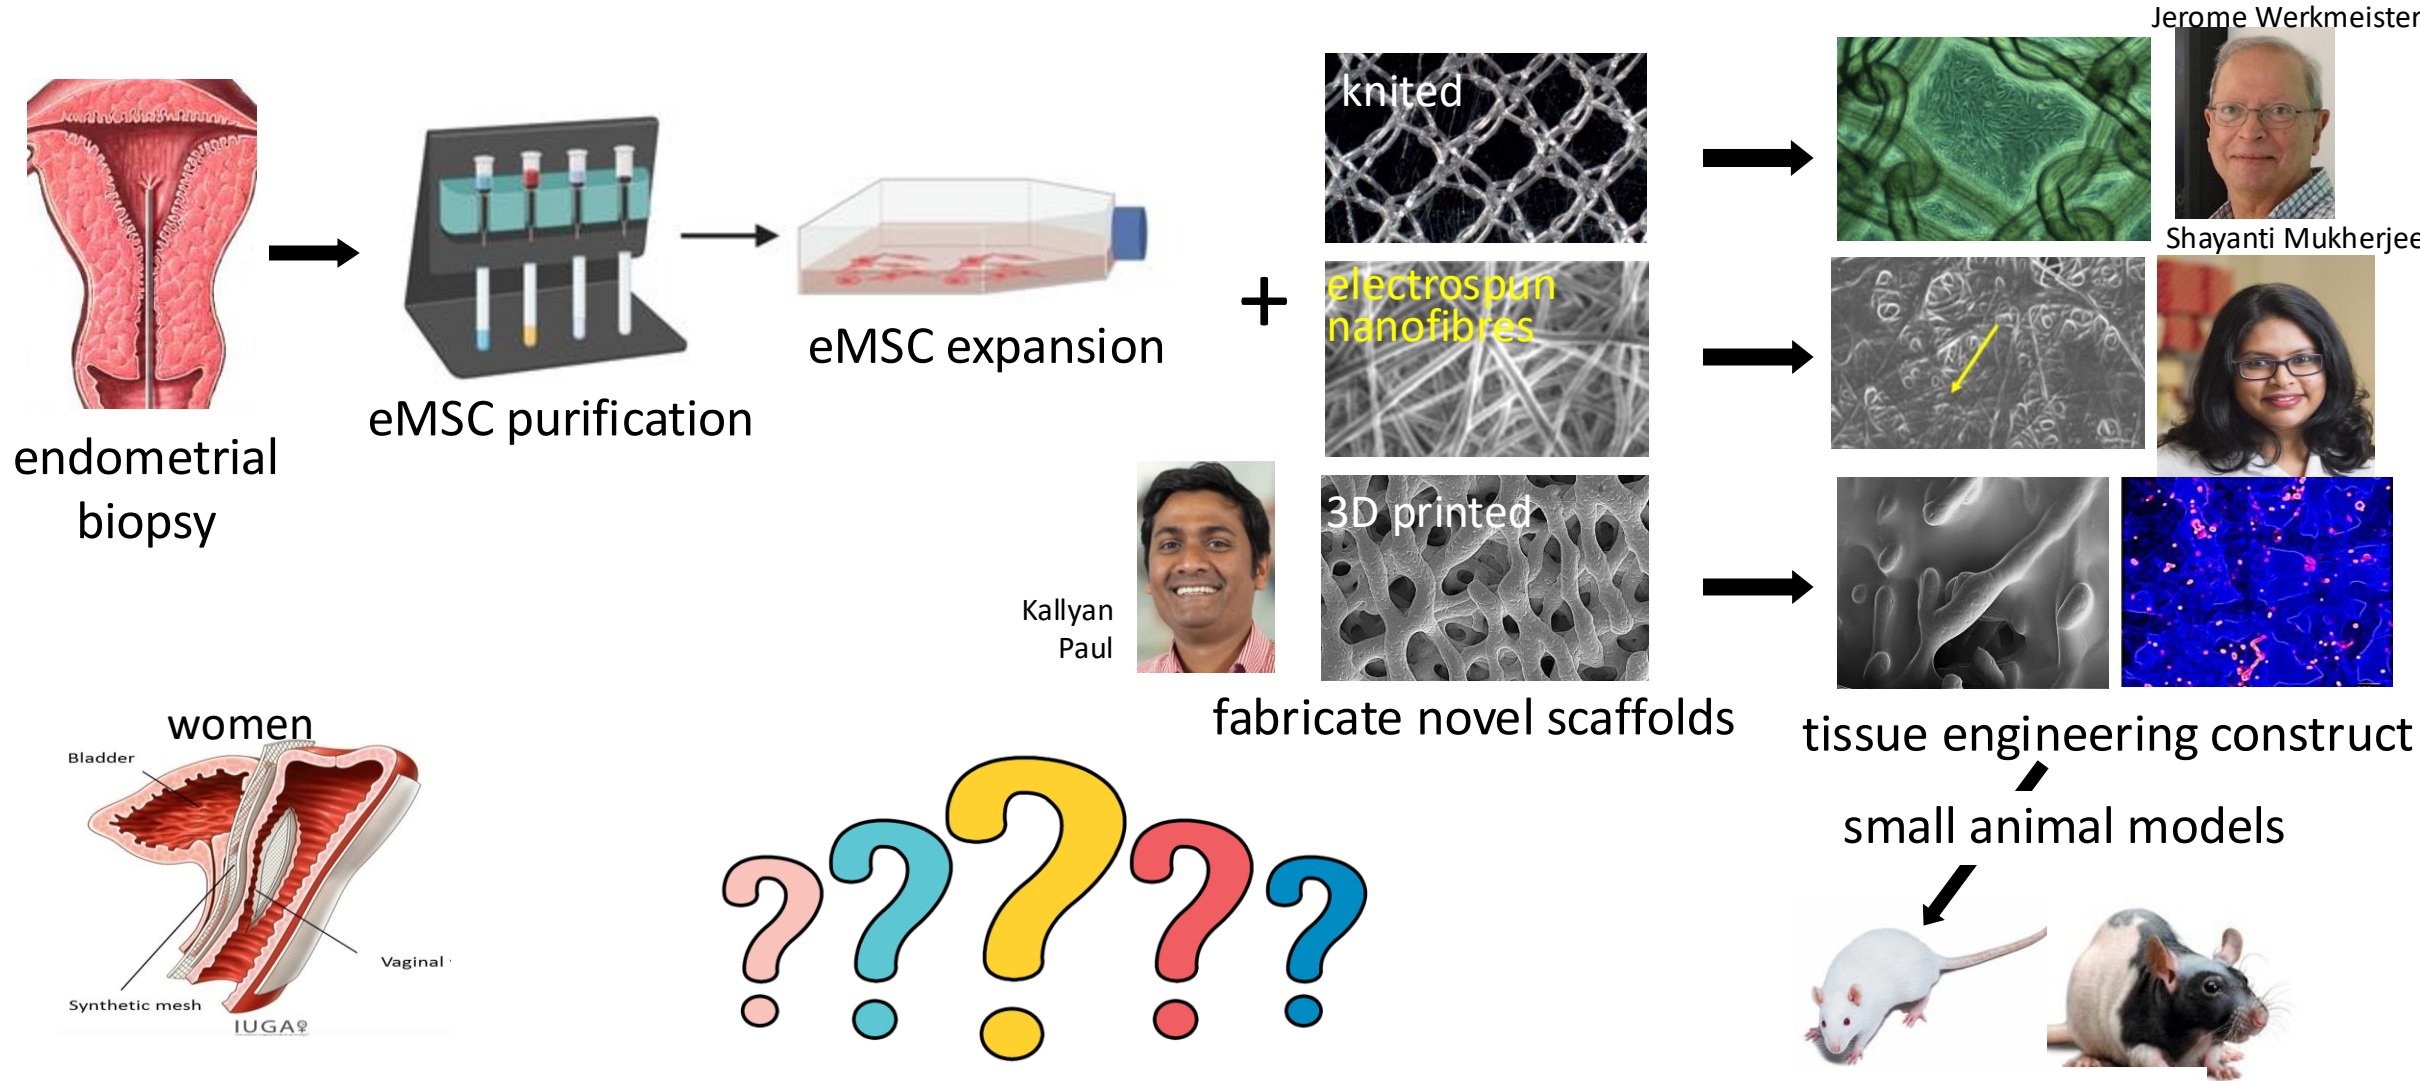 Jerome Werkmeister
knited
Shayanti Mukherjee
electrospun
nanofibres
eMSC expansion
+
eMSC purification
endometrial
biopsy
3D printed
Kallyan
Paul
fabricate novel scaffolds
tissue engineering construct
women
Bladder
small animal models
Vaginal
Synthetic mesh
IUGA